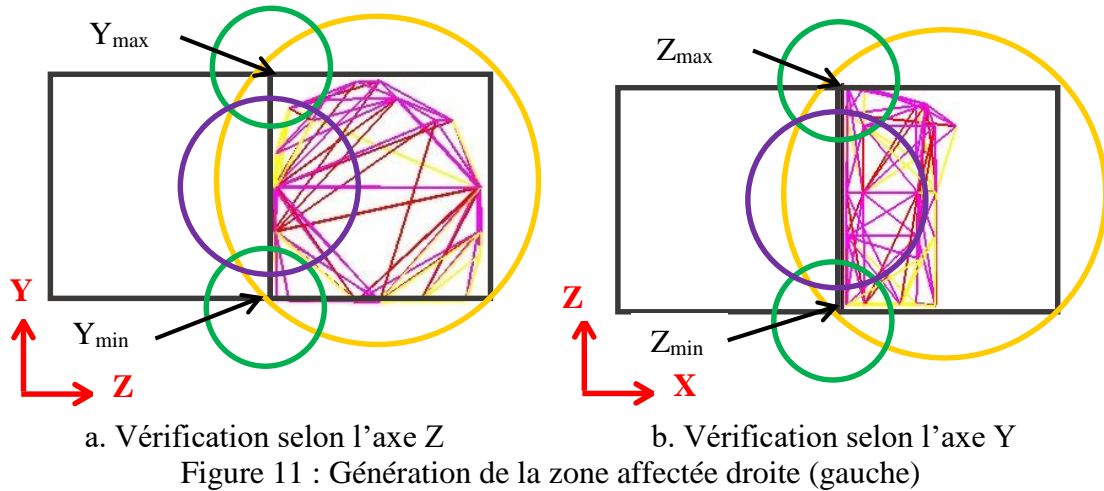 Ymax
Zmax
Ymin
Zmin
Y
Z
Z
X
a. Vérification selon l’axe Z
b. Vérification selon l’axe Y
Figure 11 : Génération de la zone affectée droite (gauche)